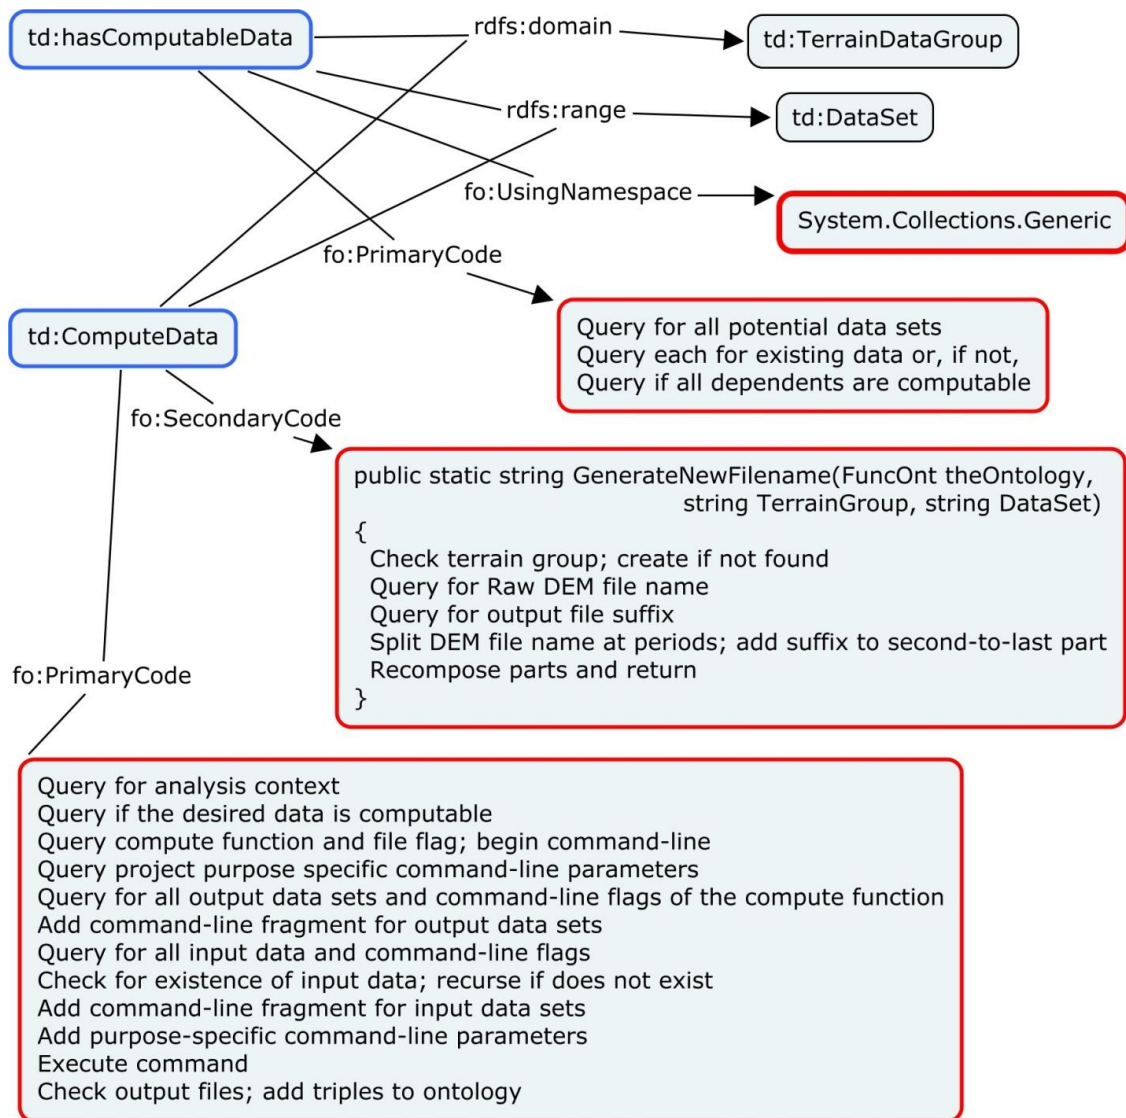 td:hasComputableData
rdfs:domain
td:TerrainDataGroup
rdfs:range
td:DataSet
fo:UsingNamespace
System.Collections.Generic
fo:PrimaryCode
Query for all potential data sets
Query each for existing data or, if not,
Query if all dependents are computable
td:ComputeData
fo:SecondaryCode
public static string GenerateNewFilename(FuncOnt theOntology,
string TerrainGroup, string DataSet)
{
Check terrain group; create if not found
Query for Raw DEM file name
Query for output file suffix
Split DEM file name at periods; add suffix to second-to-last part
Recompose parts and return
}
fo:PrimaryCode
Query for analysis context
Query if the desired data is computable
Query compute function and file flag; begin command-line
Query project purpose specific command-line parameters
Query for all output data sets and command-line flags of the compute function
Add command-line fragment for output data sets
Query for all input data and command-line flags
Check for existence of input data; recurse if does not exist
Add command-line fragment for input data sets
Add purpose-specific command-line parameters
Execute command
Check output files; add triples to ontology